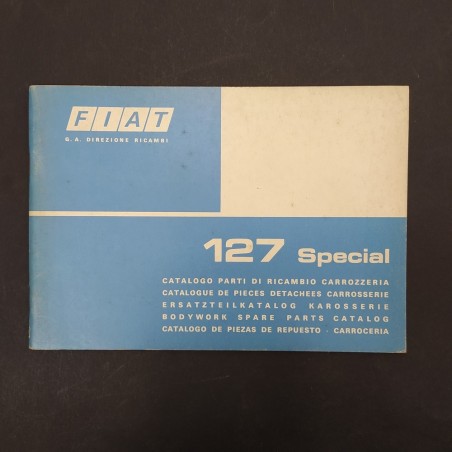 FIAT
G. A. DIREZIONE RICAMBI
127 Special
CATALOGO PARTI DI RICAMBIO CARROZZERIA
CATALOGUE DE PIECES DETACHEES CARROSSERIE
ERSATZTEILKATALOG KAROSSERIE
BODYWORK SPARE PARTS CATALOG
CATALOGO DE PIEZAS DE REPUESTO - CARROCERIA